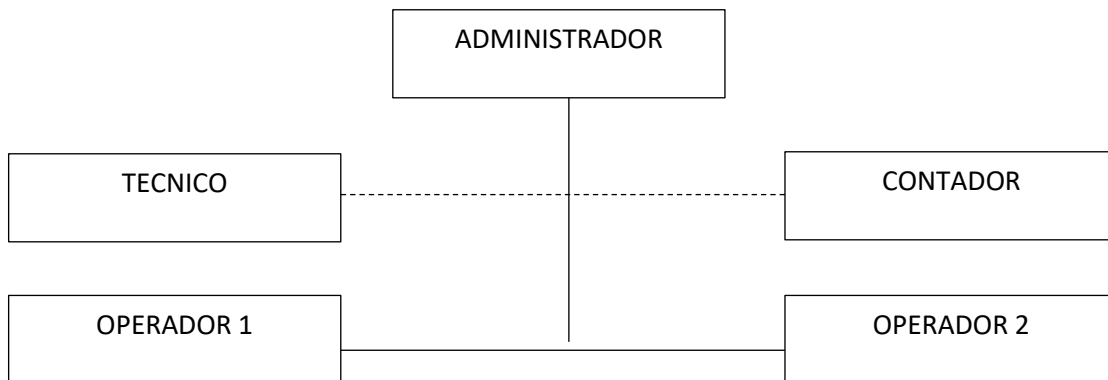 ADMINISTRADOR
TECNICO
CONTADOR
OPERADOR 1
OPERADOR 2